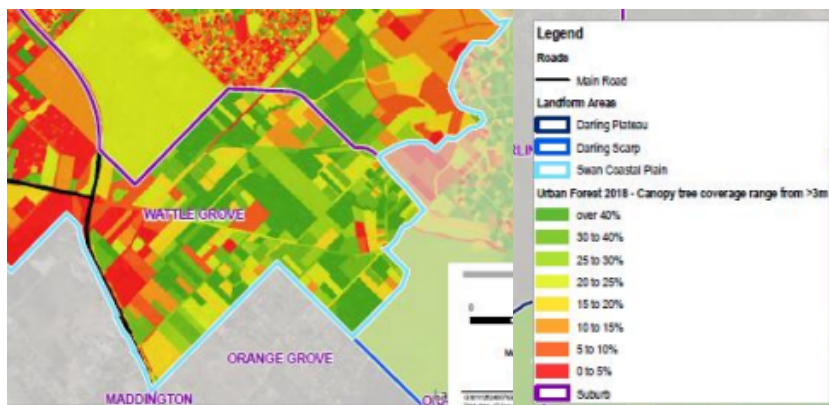 WATTLE GROVE
ORANGE GROVE
MADDINGTON
0
Legend
Roads
Main Road
Landform Areas
Darling Plateau
Darling Scarp
Swan Coastal Plain
Urban Forest 2018 - Canopy tree coverage range from >3m
over 40%
30 to 40%
25 to 30%
20 to 25%
15 to 20%
10 to 15%
5 to 10%
0 to 5%
Suburb